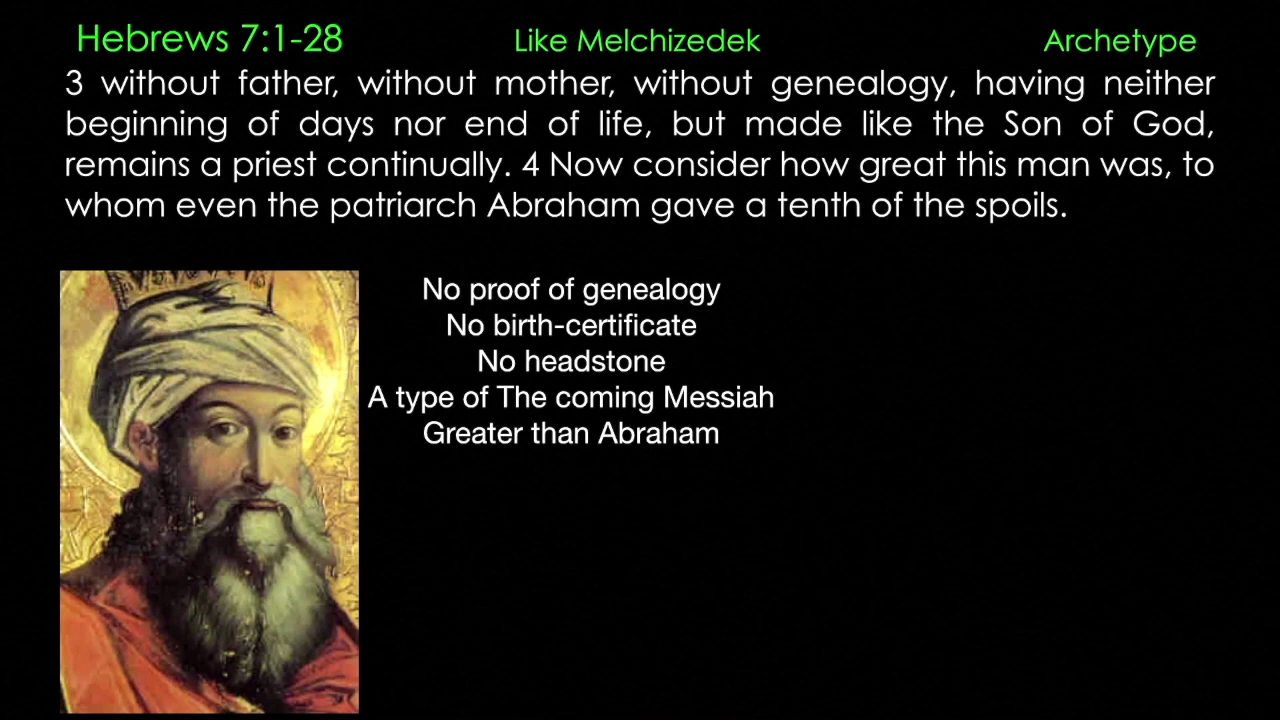 Hebrews 7:1-28 Like Melchizedek Archetype
3 without father, without mother, without genealogy, having neither
beginning of days nor end of life, but made like the Son of God,
remains a priest continually. 4 Now consider how great this man was, to
whom even the patriarch Abraham gave a tenth of the spoils.
No proof of genealogy
No birth-certificate
No headstone
A type of The coming Messiah
Greater than Abraham